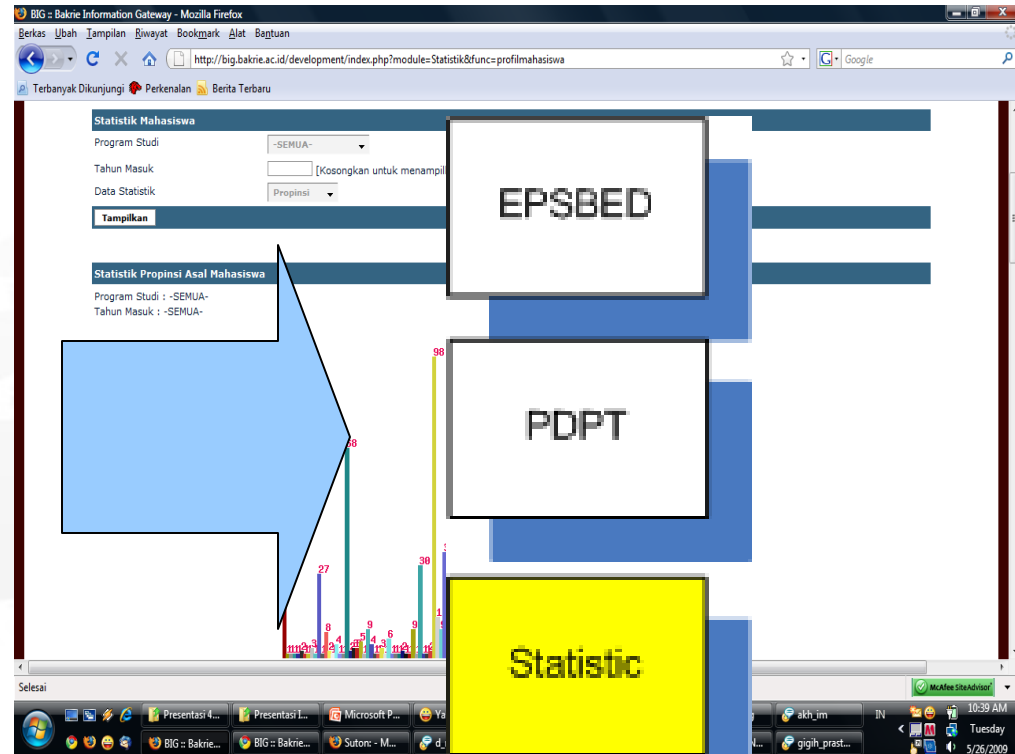 BIG :: Bakrie Information Gateway - Mozilla Firefox
Berkas Ubah Tampilan Riwayat Bookmark Alat Bantuan
http://big.bakrie.ac.id/development/index.php?module=Statistik&func=profilmahasiswa
Google
Terbanyak Dikunjungi Perkenalan Berita Terbaru
Statistik Mahasiswa
Program Studi -SEMUA-
Tahun Masuk [Kosongkan untuk menampil
Data Statistik Propinsi
Tampilkan
EPSBED
Statistik Propinsi Asal Mahasiswa
Program Studi : -SEMUA-
Tahun Masuk : -SEMUA-
98
PDPT
30
27
8
9
6
9
Statistic
Selesai
McAfee SiteAdvisor
Presentasi 4... Presentasi I... Microsoft P... Ya akh_im IN 10:39 AM
Tuesday
BIG :: Bakrie... BIG :: Bakrie... Suton: - M... gigih_prast... 5/26/2009